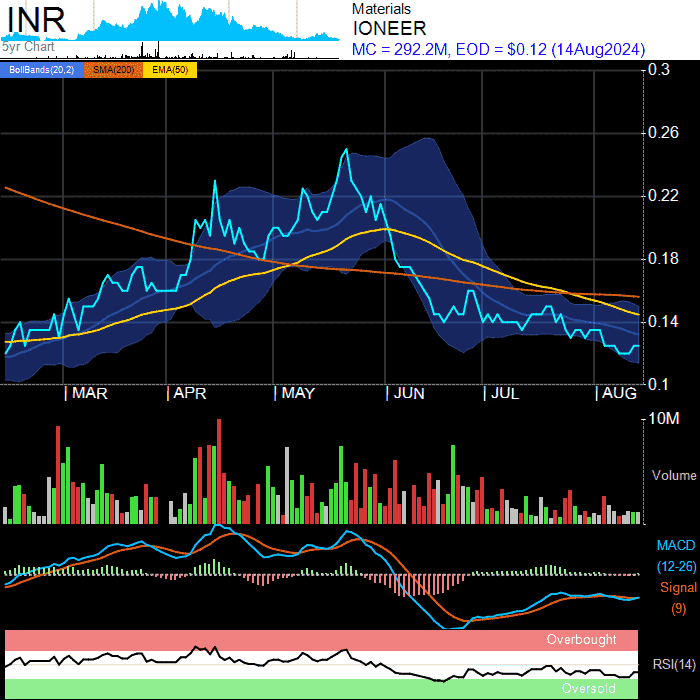 INR
5yr Chart
Materials
IONEER
MC = 292.2M, EOD = $0.12 (14Aug2024)
BollBands(20,2) SMA(200) EMA(50)
0.3
0.26
0.22
0.18
0.14
0.1
MAR APR MAY JUN JUL AUG
10M
Volume
MACD
(12-26)
Signal
(9)
Overbought
RSI(14)
Oversold